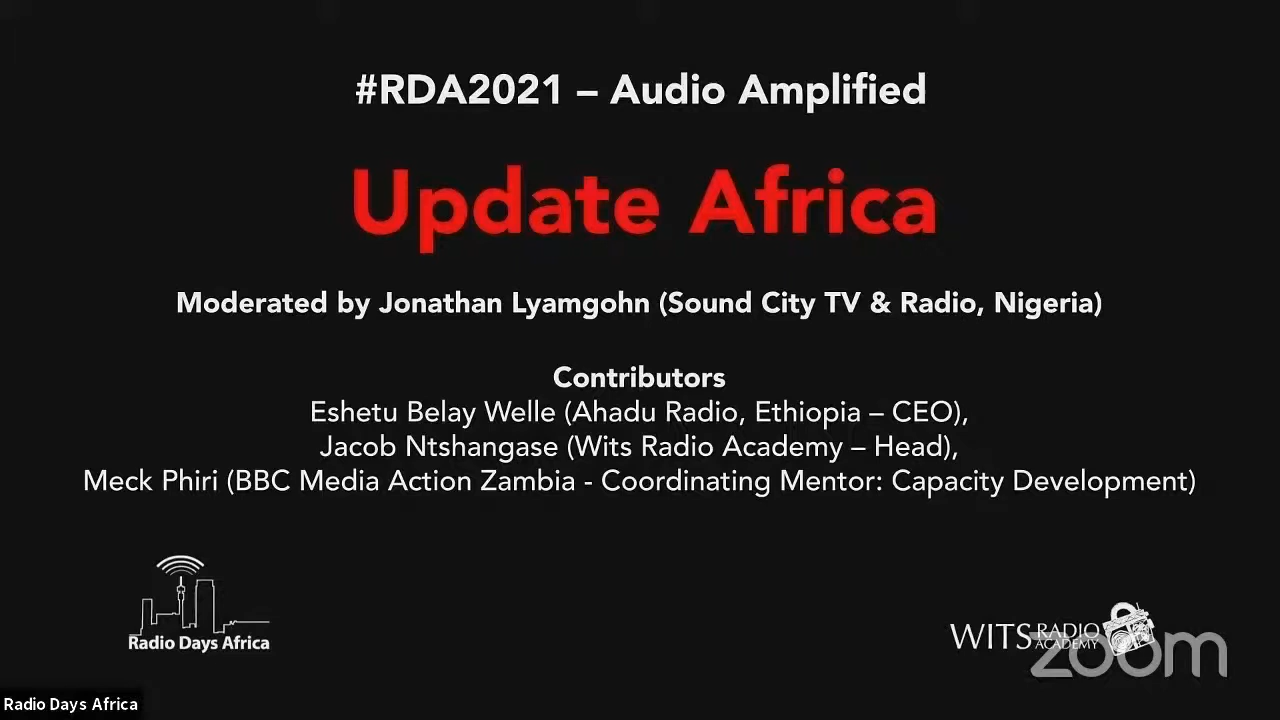 #RDA2021 – Audio Amplified
Update Africa
Moderated by Jonathan Lyamgohn (Sound City TV & Radio, Nigeria)
Contributors
Eshetu Belay Welle (Ahadu Radio, Ethiopia – CEO),
Jacob Ntshangase (Wits Radio Academy – Head),
Meck Phiri (BBC Media Action Zambia - Coordinating Mentor: Capacity Development)
Radio Days Africa
WITS RADIO ACADEMY
zoom
Radio Days Africa